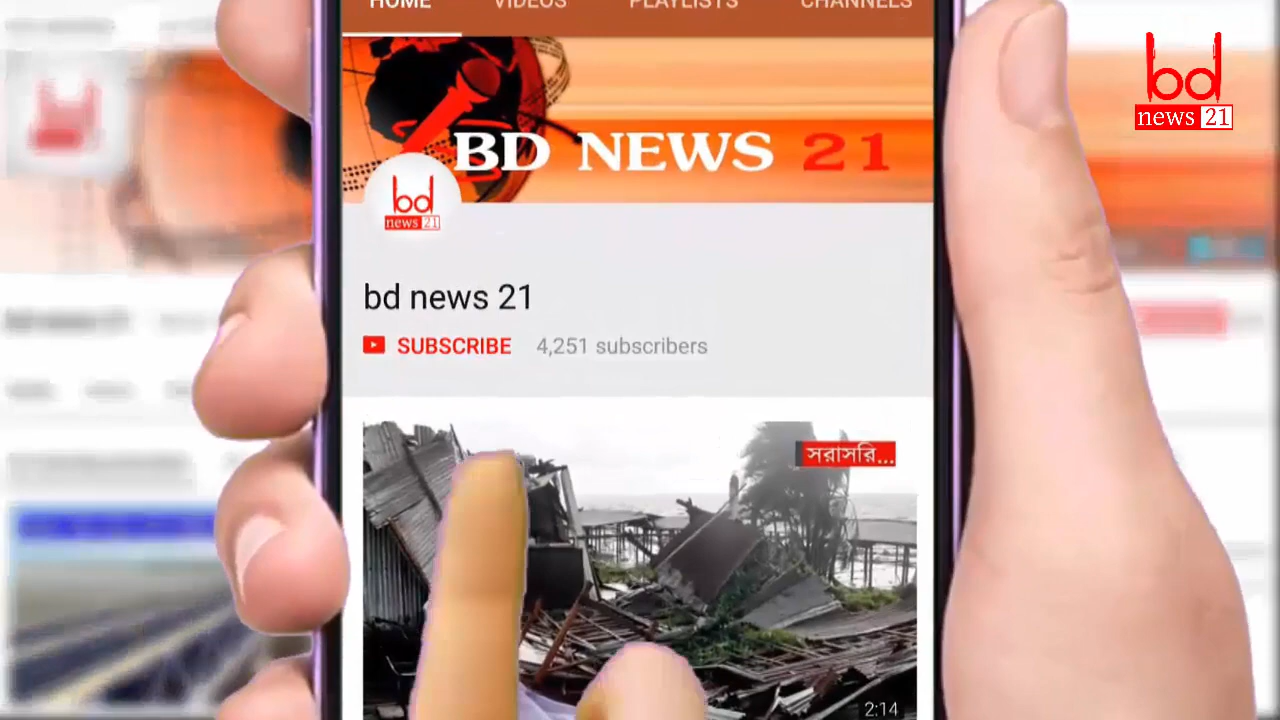 HOME VIDEOS PLAYLISTS CHANNELS
bd
news 21
BD NEWS 21
bd
news 21
bd news 21
SUBSCRIBE 4,251 subscribers
সরাসরি...
2:14